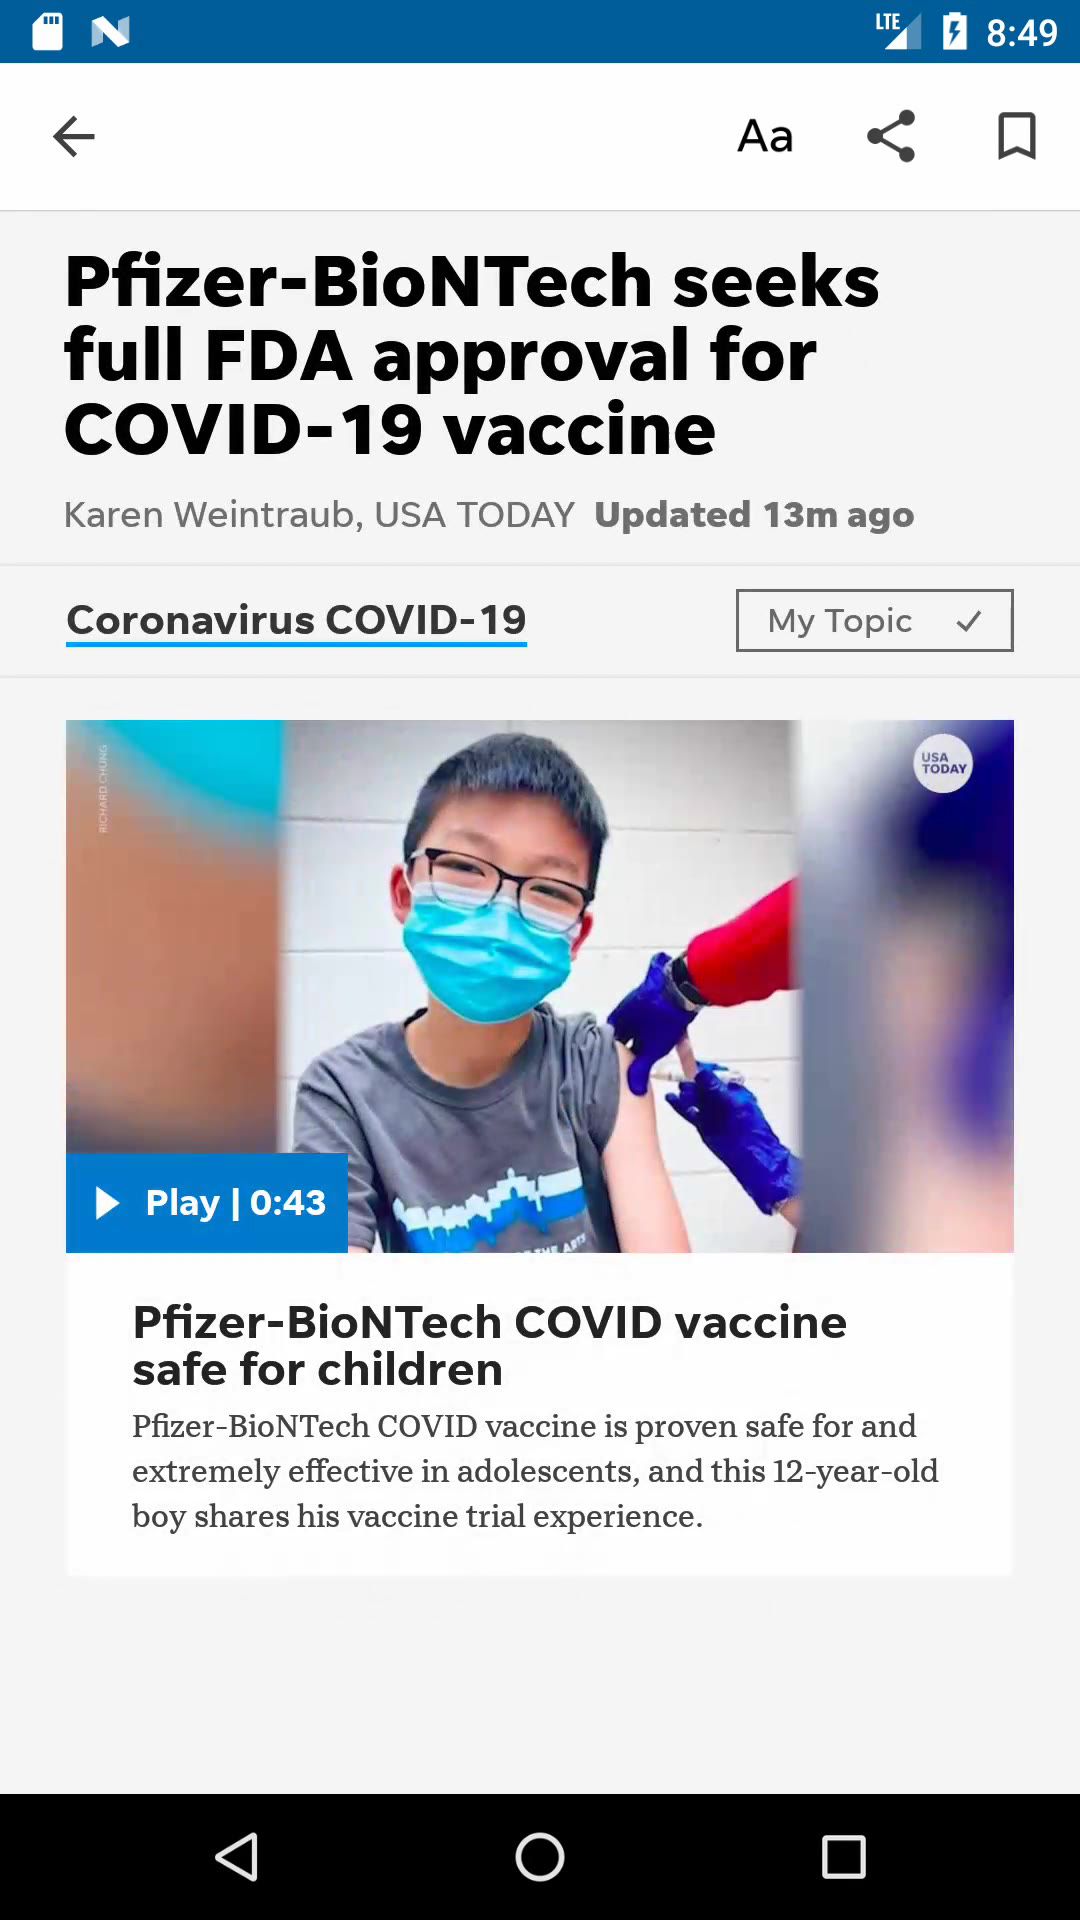 LTE
8:49
Aa
Pfizer-BioNTech seeks
full FDA approval for
COVID-19 vaccine
Karen Weintraub, USA TODAY Updated 13m ago
Coronavirus COVID-19
My Topic
RICHARD CHUNG
USA
TODAY
THE ARTS
Play | 0:43
Pfizer-BioNTech COVID vaccine
safe for children
Pfizer-BioNTech COVID vaccine is proven safe for and
extremely effective in adolescents, and this 12-year-old
boy shares his vaccine trial experience.